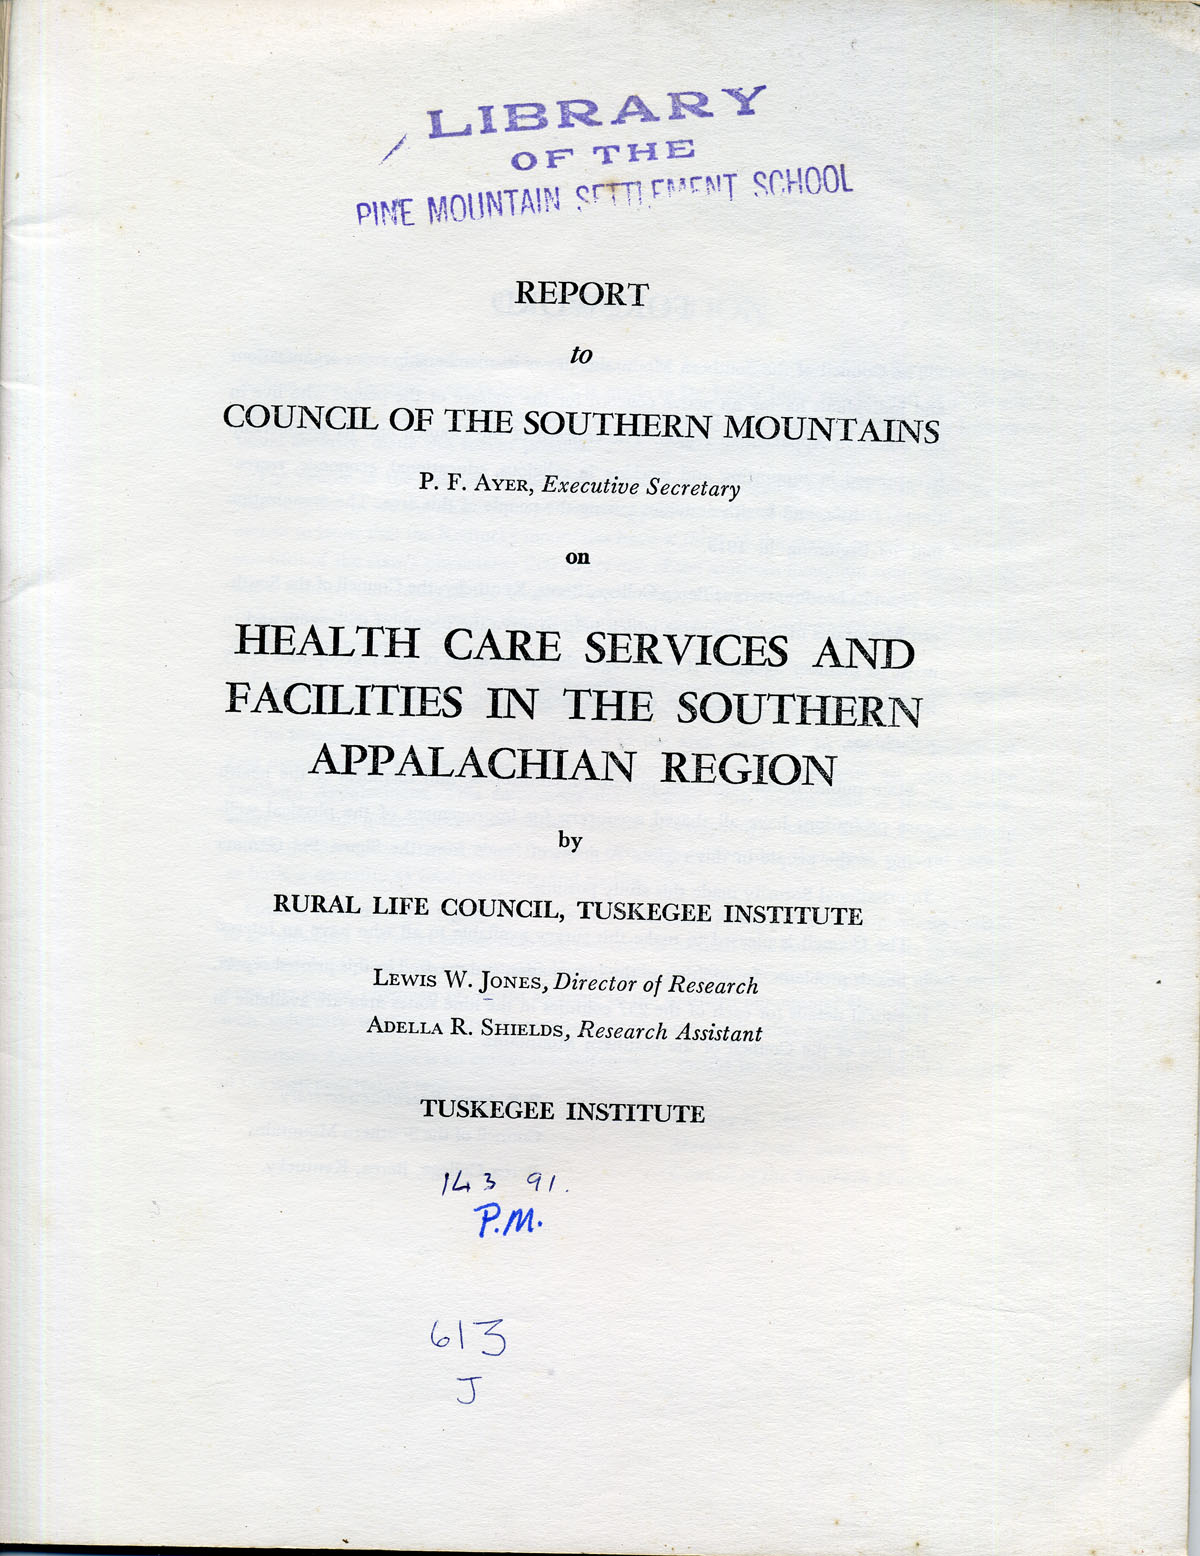 LIBRARY
OF THE
PINE MOUNTAIN SETTLEMENT SCHOOL
REPORT
to
COUNCIL OF THE SOUTHERN MOUNTAINS
P. F. AYER, Executive Secretary
on
HEALTH CARE SERVICES AND
FACILITIES IN THE SOUTHERN
APPALACHIAN REGION
by
RURAL LIFE COUNCIL, TUSKEGEE INSTITUTE
LEWIS W. JONES, Director of Research
ADELLA R. SHIELDS, Research Assistant
TUSKEGEE INSTITUTE
143 91.
P.M.
613
J